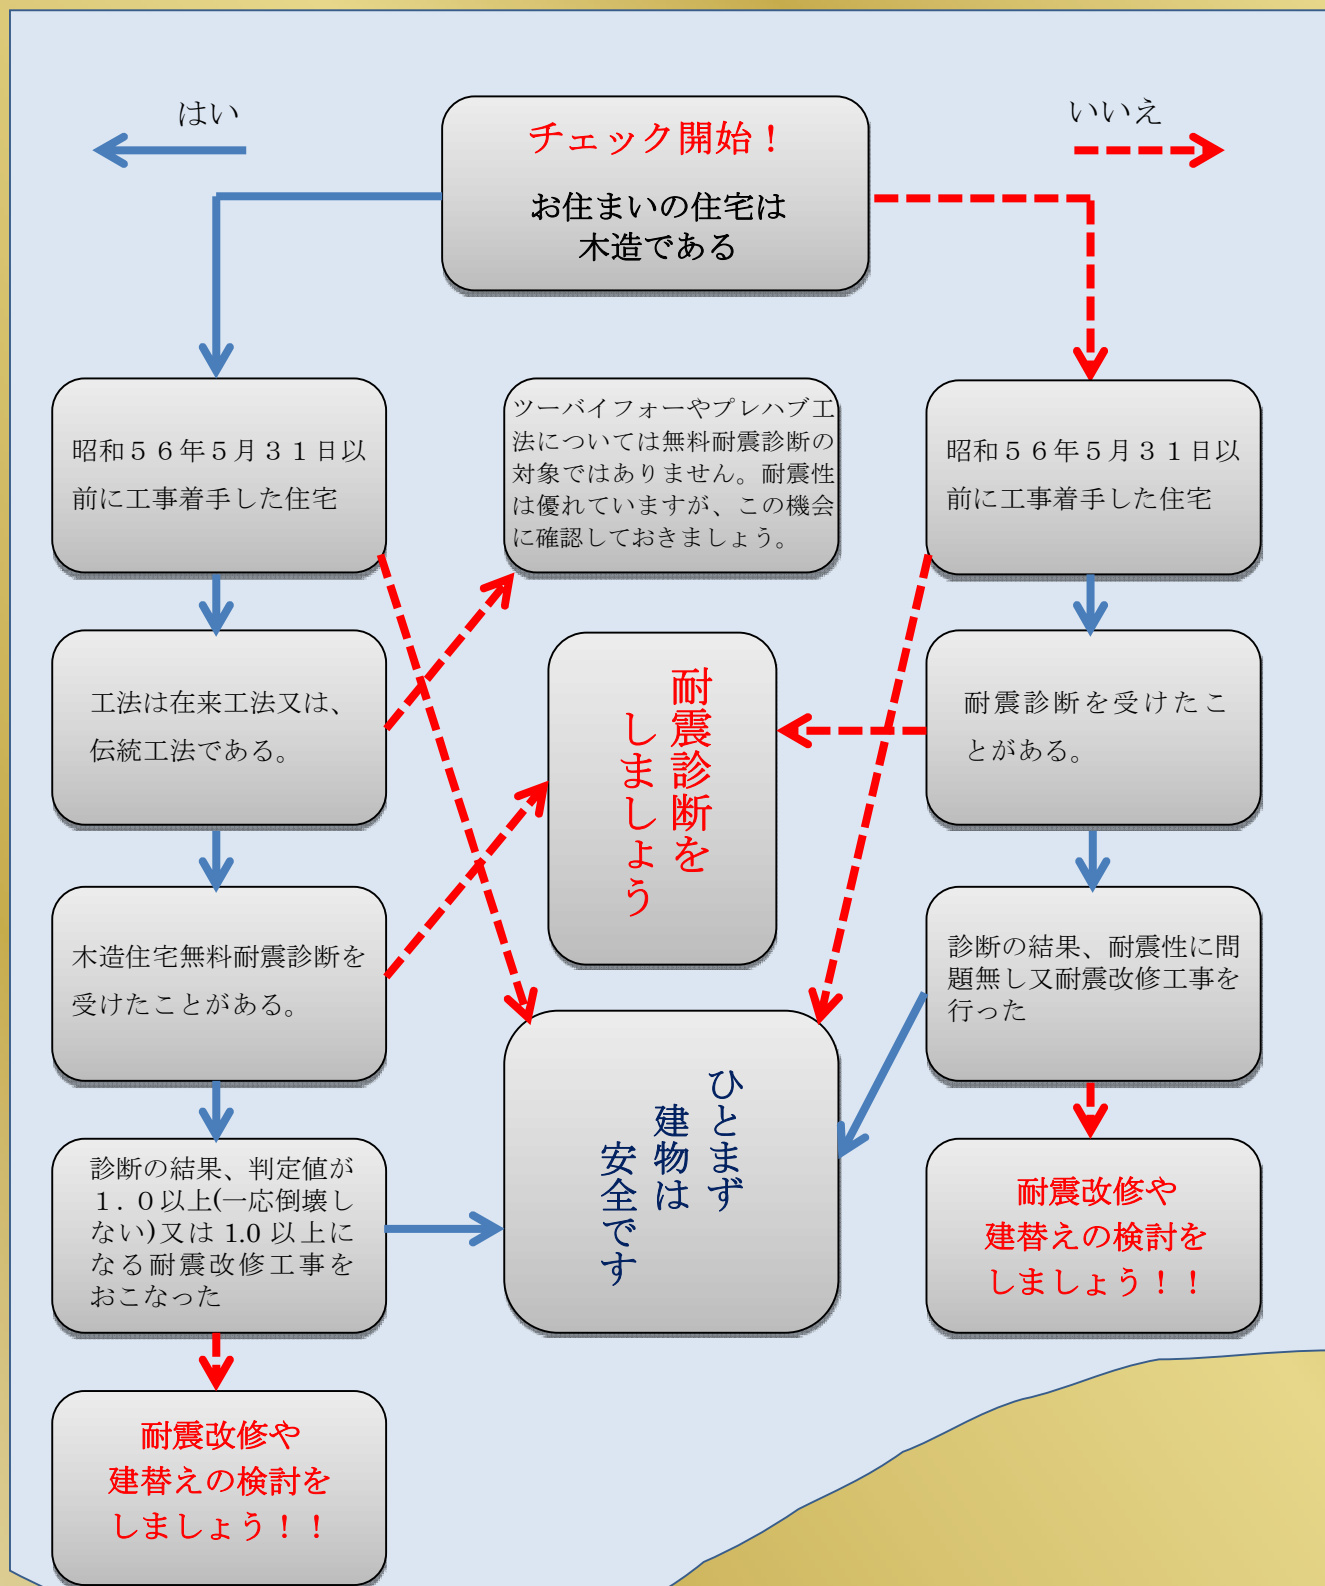 はい
チェック開始！
お住まいの住宅は
木造である
いいえ
昭和５６年５月３１日以
前に工事着手した住宅
ツーバイフォーやプレハブ工
法については無料耐震診断の
対象ではありません。耐震性
は優れていますが、この機会
に確認しておきましょう。
昭和５６年５月３１日以
前に工事着手した住宅
工法は在来工法又は、
伝統工法である。
耐震診断を
しましょう
耐震診断を受けたこ
とがある。
木造住宅無料耐震診断を
受けたことがある。
診断の結果、耐震性に問
題無し又耐震改修工事を
行った
診断の結果、判定値が
１．０以上(一応倒壊し
ない)又は 1.0 以上に
なる耐震改修工事を
おこなった
ひとまず
建物は
安全です
耐震改修や
建替えの検討を
しましょう！！
耐震改修や
建替えの検討を
しましょう！！